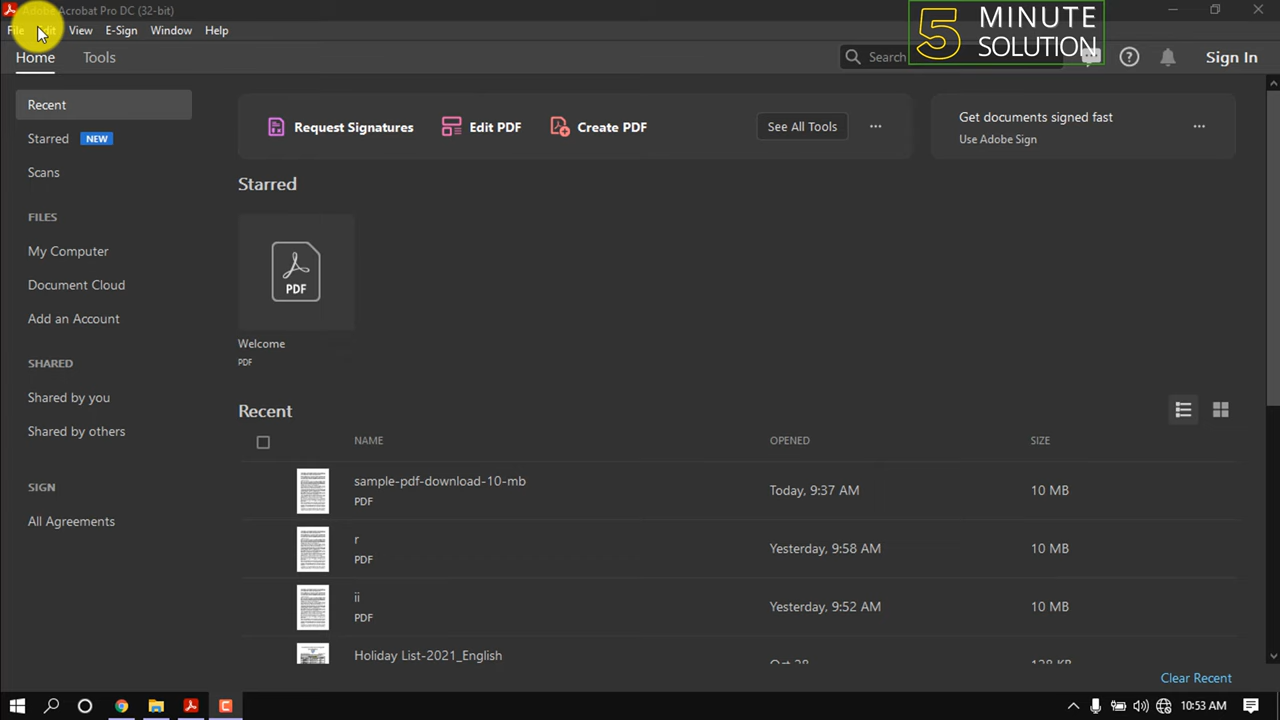 Adobe Acrobat Pro DC (32-bit)
File Edit View E-Sign Window Help
5 MINUTE
SOLUTION
Home Tools
Search
Sign In
Recent
Starred NEW
Scans
FILES
My Computer
Document Cloud
Add an Account
SHARED
Shared by you
Shared by others
SIGN
All Agreements
Request Signatures Edit PDF Create PDF See All Tools
Get documents signed fast
Use Adobe Sign
Starred
PDF
Welcome
PDF
Recent
NAME OPENED SIZE
sample-pdf-download-10-mb
PDF
Today, 9:37 AM 10 MB
r
PDF
Yesterday, 9:58 AM 10 MB
ii
PDF
Yesterday, 9:52 AM 10 MB
Holiday List-2021_English
Oct 28 128 KB
Clear Recent
10:53 AM